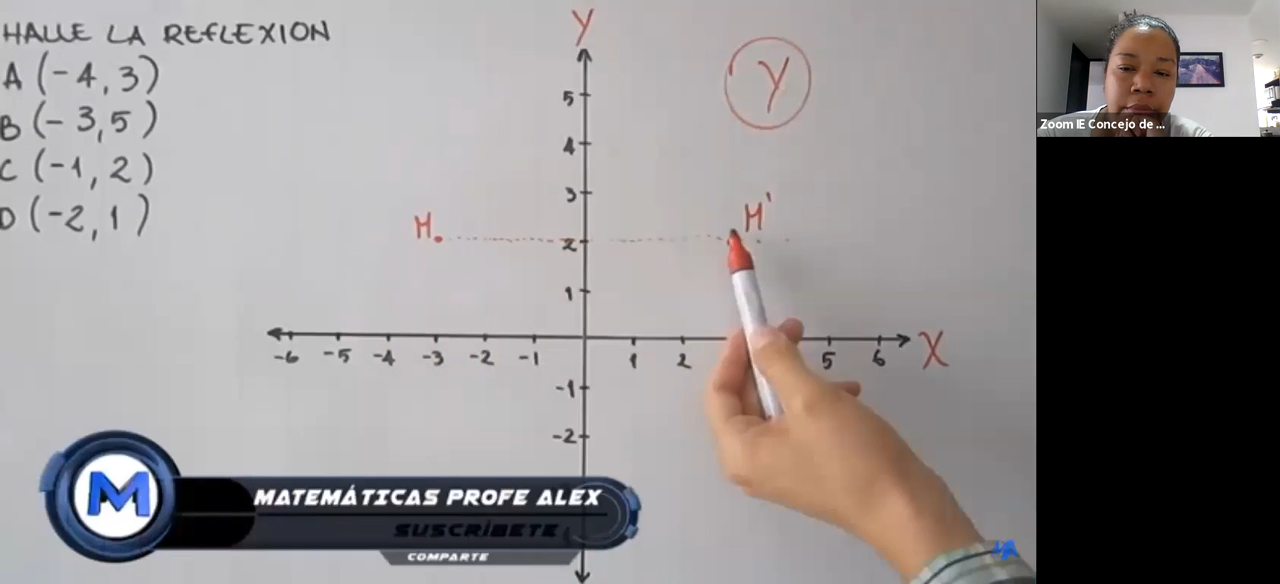 HALLE LA REFLEXION
A (-4, 3)
B (-3, 5)
C (-1, 2)
D (-2, 1)
Y
Y
5
4
3
2
1
M
M'
-6 -5 -4 -3 -2 -1 1 2 5 6
X
-1
-2
M
MATEMÁTICAS PROFE ALEX
SUSCRÍBETE
COMPARTE
Zoom IE Concejo de ...